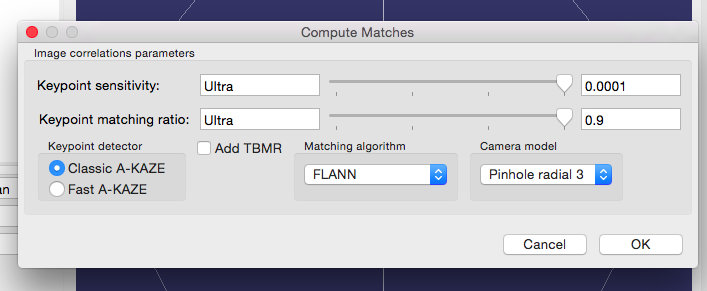 Compute Matches
Image correlations parameters
Keypoint sensitivity: Ultra 0.0001
Keypoint matching ratio: Ultra 0.9
Keypoint detector Add TBMR Matching algorithm Camera model
Classic A-KAZE FLANN Pinhole radial 3
Fast A-KAZE
an
Cancel OK